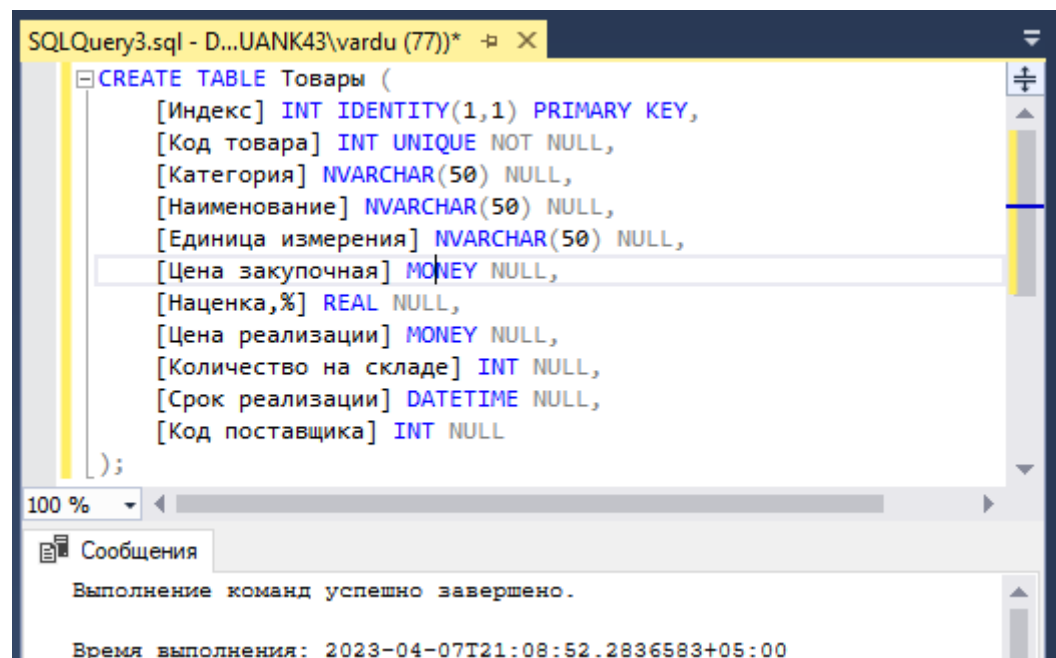 SQLQuery3.sql - D...UANK43\vardu (77))*
CREATE TABLE Товары (
[Индекс] INT IDENTITY(1,1) PRIMARY KEY,
[Код товара] INT UNIQUE NOT NULL,
[Категория] NVARCHAR(50) NULL,
[Наименование] NVARCHAR(50) NULL,
[Единица измерения] NVARCHAR(50) NULL,
[Цена закупочная] MONEY NULL,
[Наценка,%] REAL NULL,
[Цена реализации] MONEY NULL,
[Количество на складе] INT NULL,
[Срок реализации] DATETIME NULL,
[Код поставщика] INT NULL
);
100 %
Сообщения
Выполнение команд успешно завершено.
Время выполнения: 2023-04-07T21:08:52.2836583+05:00